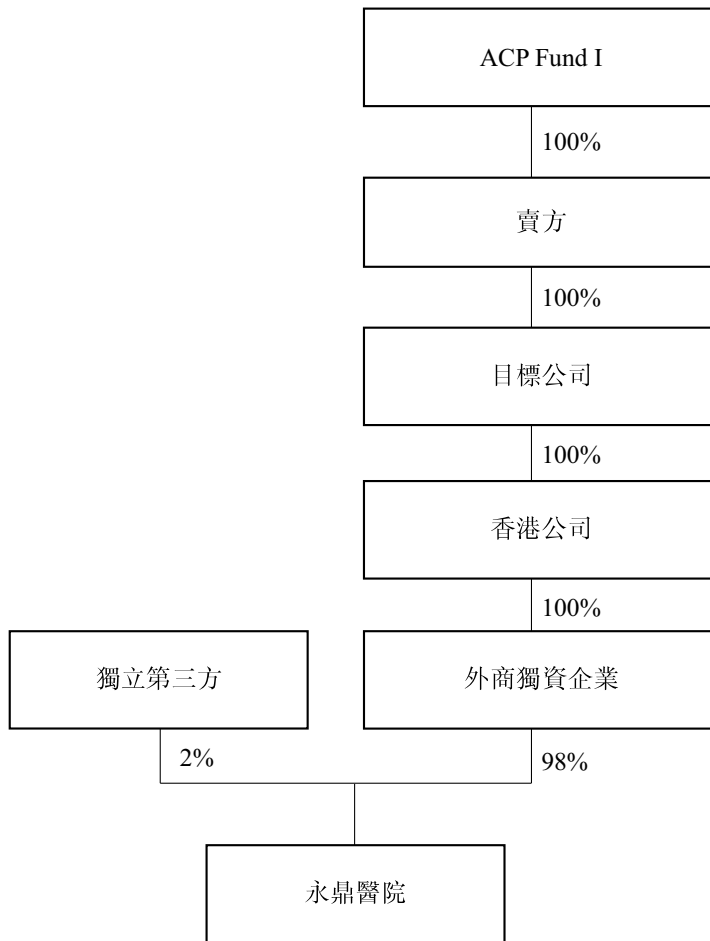 ACP Fund I
100%
賣方
100%
目標公司
100%
香港公司
100%
獨立第三方
外商獨資企業
2%
98%
永鼎醫院